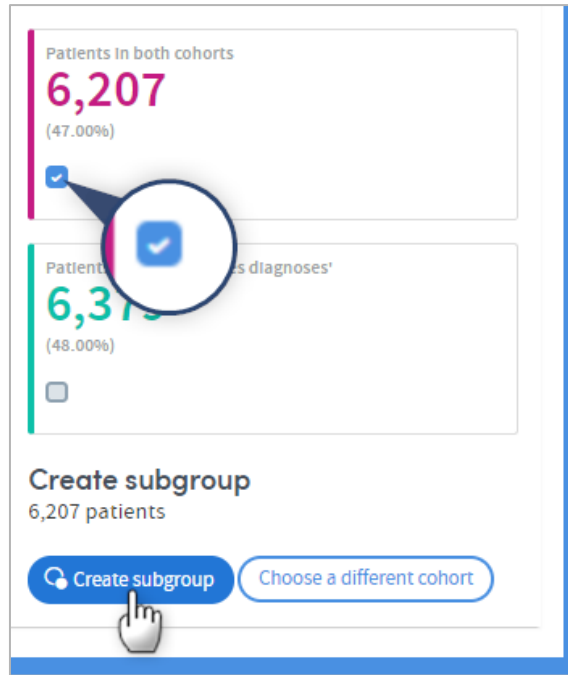 Patients in both cohorts
6,207
(47.00%)
diagnoses'
(48.00%)
Create subgroup
6,207 patients
Create subgroup
Choose a different cohort